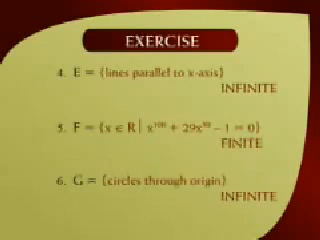 EXERCISE
4. E = {lines parallel to x-axis}
INFINITE
5. F = {x ∈ R | x¹⁰⁰ + 29x⁵⁰ – 1 = 0}
FINITE
6. G = {circles through origin}
INFINITE